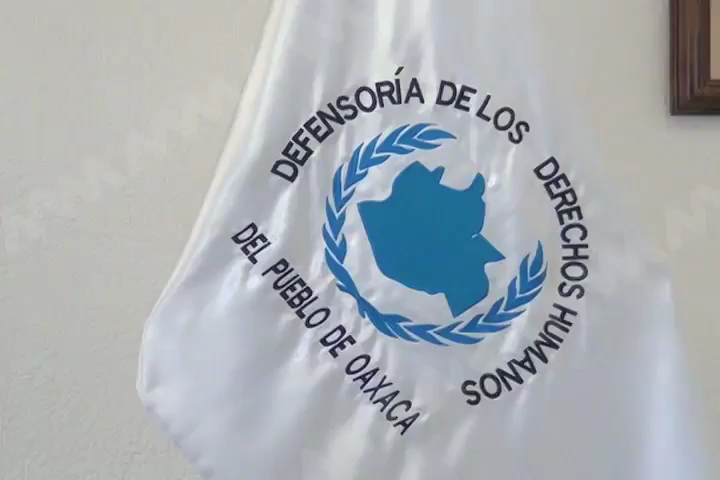 DEFENSORÍA DE LOS DERECHOS HUMANOS
DEL PUEBLO DE OAXACA